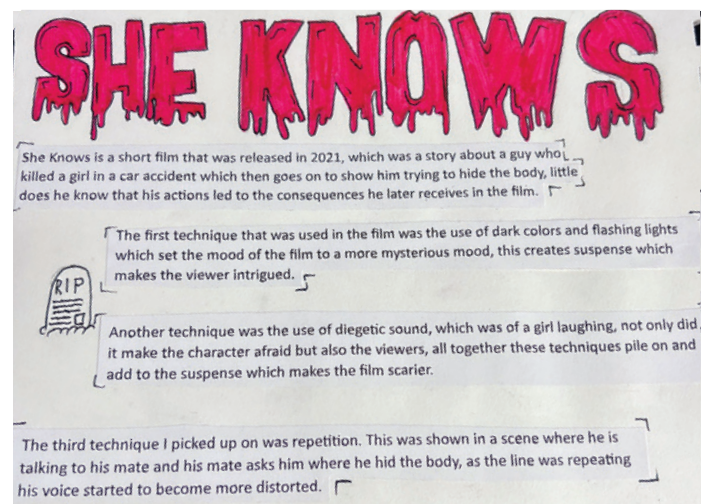 SHE KNOWS
She Knows is a short film that was released in 2021, which was a story about a guy who
killed a girl in a car accident which then goes on to show him trying to hide the body, little
does he know that his actions led to the consequences he later receives in the film.
The first technique that was used in the film was the use of dark colors and flashing lights
which set the mood of the film to a more mysterious mood, this creates suspense which
makes the viewer intrigued.
RIP
Another technique was the use of diegetic sound, which was of a girl laughing, not only did
it make the character afraid but also the viewers, all together these techniques pile on and
add to the suspense which makes the film scarier.
The third technique I picked up on was repetition. This was shown in a scene where he is
talking to his mate and his mate asks him where he hid the body, as the line was repeating
his voice started to become more distorted.